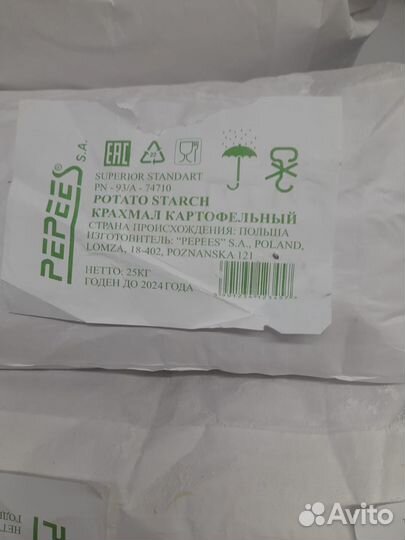 PEPEES® S.A.
EAC
SUPERIOR STANDART
PN - 93/A - 74710
POTATO STARCH
КРАХМАЛ КАРТОФЕЛЬНЫЙ
СТРАНА ПРОИСХОЖДЕНИЯ: ПОЛЬША
ИЗГОТОВИТЕЛЬ: "PEPEES" S.A., POLAND,
LOMZA, 18-402, POZNANSKA 121
НЕТТО: 25КГ
ГОДЕН ДО 2024 ГОДА
Avito